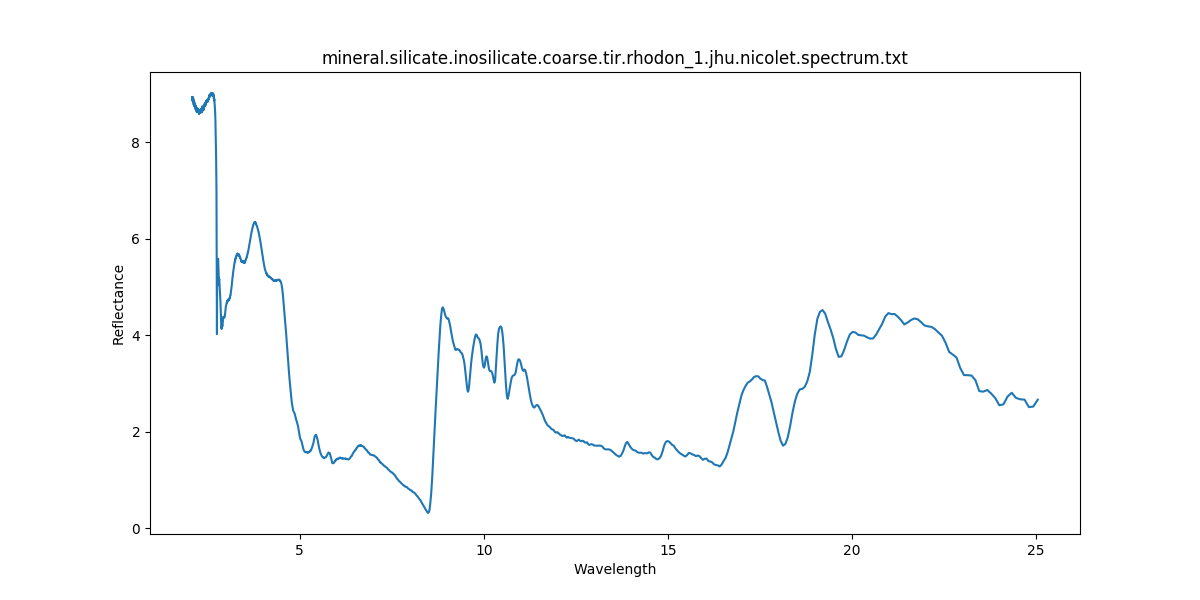 mineral.silicate.inosilicate.coarse.tir.rhodon_1.jhu.nicolet.spectrum.txt
Reflectance
8
6
4
2
0
5 10 15 20 25
Wavelength